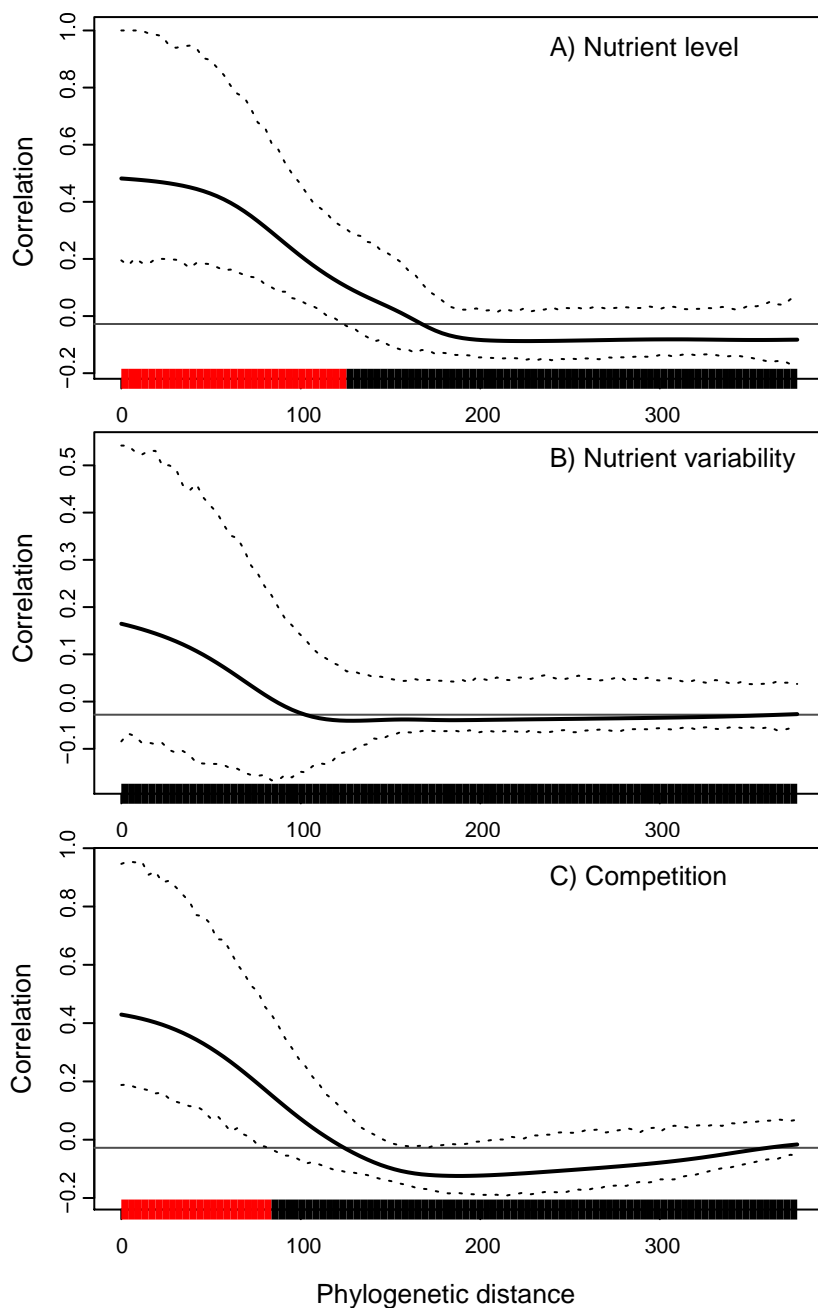 A) Nutrient level
Correlation
1.0
0.8
0.6
0.4
0.2
0.0
−0.2
0 100 200 300
B) Nutrient variability
Correlation
0.5
0.4
0.3
0.2
0.1
0.0
−0.1
0 100 200 300
C) Competition
Correlation
1.0
0.8
0.6
0.4
0.2
0.0
−0.2
0 100 200 300
Phylogenetic distance